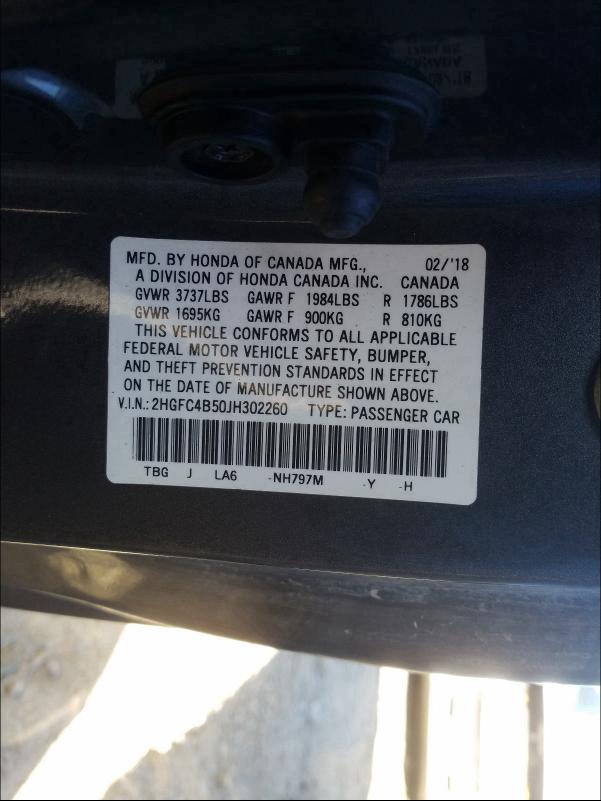 MFD. BY HONDA OF CANADA MFG., 02/'18
A DIVISION OF HONDA CANADA INC. CANADA
GVWR 3737LBS GAWR F 1984LBS R 1786LBS
GVWR 1695KG GAWR F 900KG R 810KG
THIS VEHICLE CONFORMS TO ALL APPLICABLE
FEDERAL MOTOR VEHICLE SAFETY, BUMPER,
AND THEFT PREVENTION STANDARDS IN EFFECT
ON THE DATE OF MANUFACTURE SHOWN ABOVE.
V.I.N.: 2HGFC4B50JH302260 TYPE: PASSENGER CAR
TBG J LA6 -NH797M -Y -H